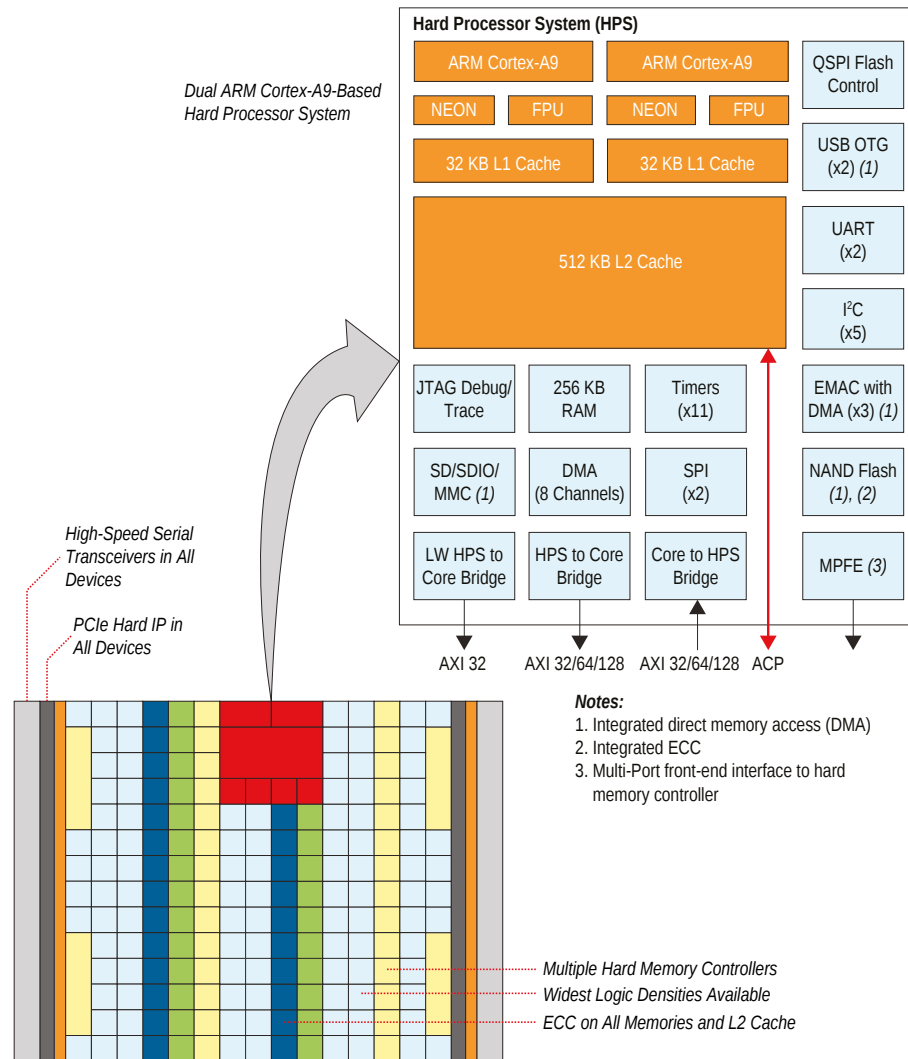 Hard Processor System (HPS)
Dual ARM Cortex-A9-Based
Hard Processor System
ARM Cortex-A9
ARM Cortex-A9
NEON
FPU
NEON
FPU
32 KB L1 Cache
32 KB L1 Cache
512 KB L2 Cache
QSPI Flash
Control
USB OTG
(x2) (1)
UART
(x2)
I²C
(x5)
JTAG Debug/
Trace
256 KB
RAM
Timers
(x11)
EMAC with
DMA (x3) (1)
SD/SDIO/
MMC (1)
DMA
(8 Channels)
SPI
(x2)
NAND Flash
(1), (2)
LW HPS to
Core Bridge
HPS to Core
Bridge
Core to HPS
Bridge
MPFE (3)
AXI 32
AXI 32/64/128
AXI 32/64/128
ACP
High-Speed Serial
Transceivers in All
Devices
PCIe Hard IP in
All Devices
Notes:
1. Integrated direct memory access (DMA)
2. Integrated ECC
3. Multi-Port front-end interface to hard
memory controller
Multiple Hard Memory Controllers
Widest Logic Densities Available
ECC on All Memories and L2 Cache